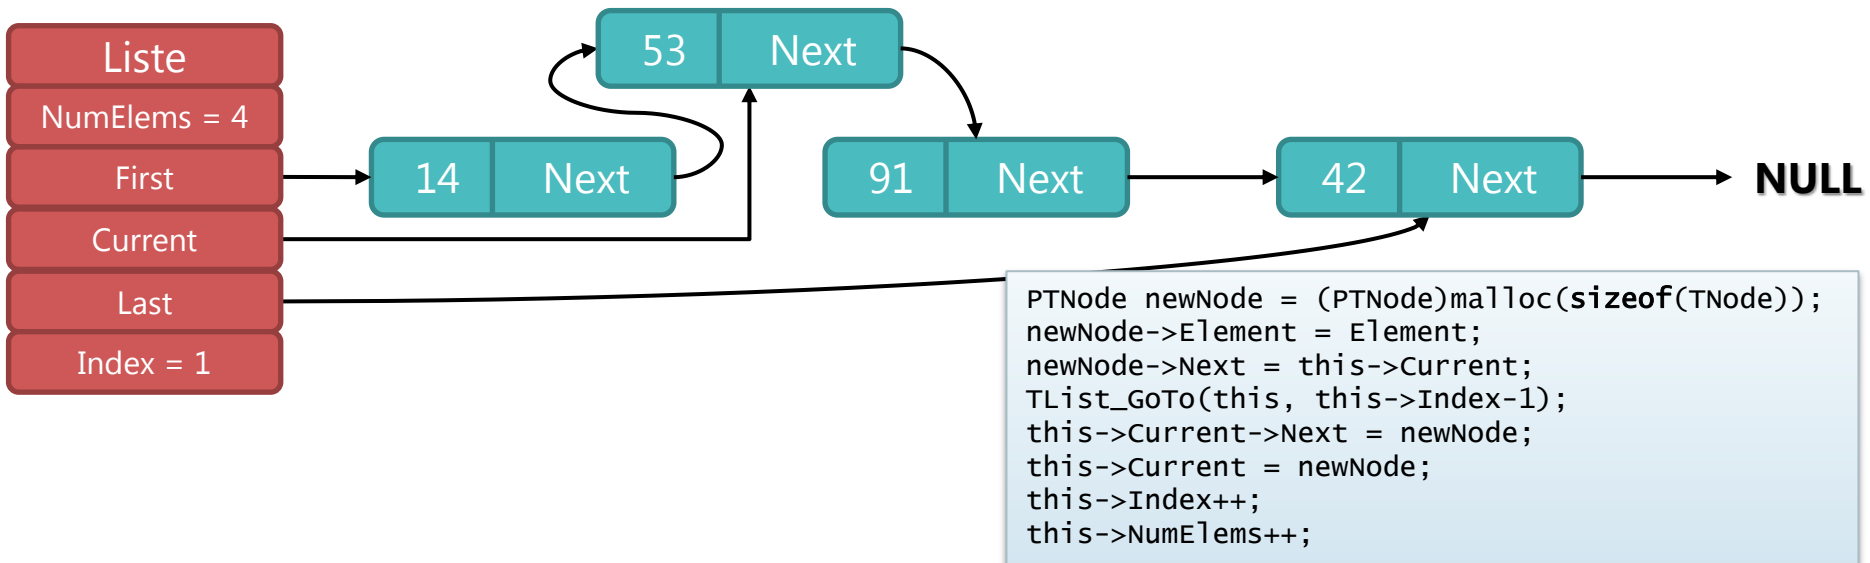 Liste
NumElems = 4
First
Current
Last
Index = 1
53 Next
14 Next
91 Next
42 Next
NULL
PTNode newNode = (PTNode)malloc(sizeof(TNode));
newNode->Element = Element;
newNode->Next = this->Current;
TList_GoTo(this, this->Index-1);
this->Current->Next = newNode;
this->Current = newNode;
this->Index++;
this->NumElems++;